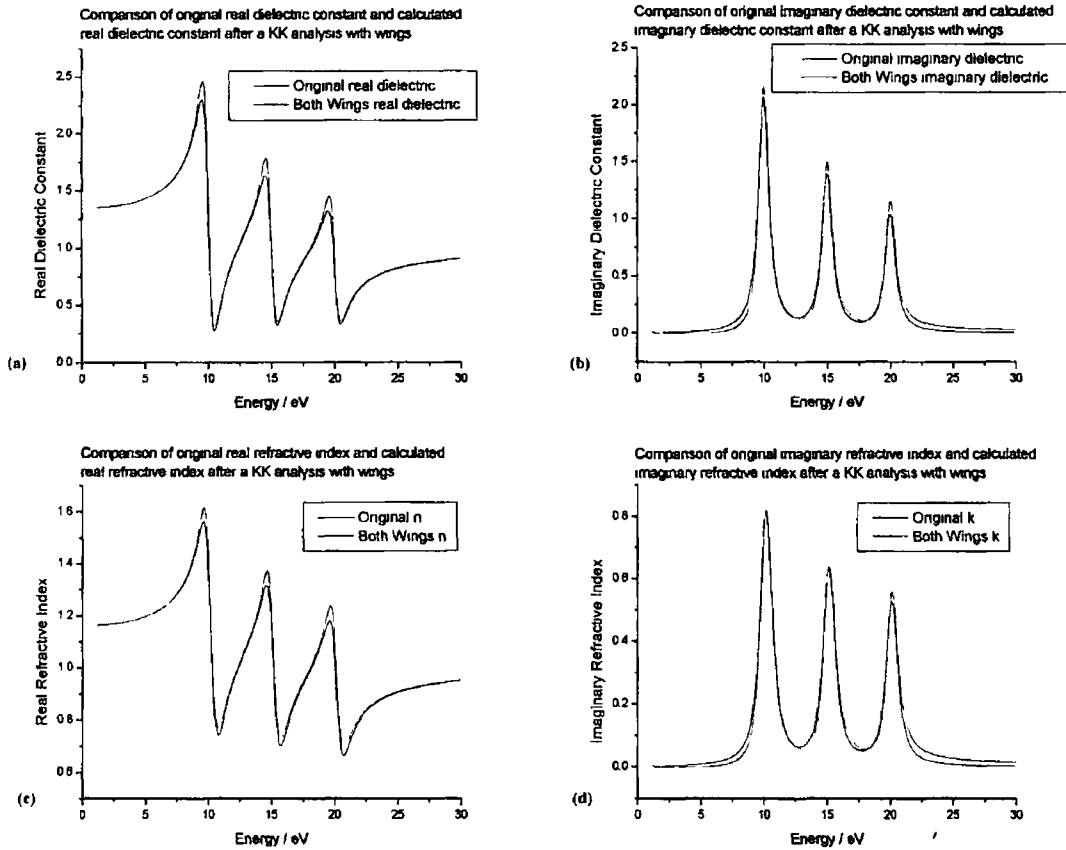 Comparison of original real dielectric constant and calculated
real dielectric constant after a KK analysis with wings
Original real dielectric
Both Wings real dielectric
Real Dielectric Constant
2.5
2.0
1.5
1.0
0.5
0.0
0
5
10
15
20
25
30
Energy / eV
(a)
Comparison of original imaginary dielectric constant and calculated
imaginary dielectric constant after a KK analysis with wings
Original imaginary dielectric
Both Wings imaginary dielectric
Imaginary Dielectric Constant
2.5
2.0
1.5
1.0
0.5
0.0
0
5
10
15
20
25
30
Energy / eV
(b)
Comparison of original real refractive index and calculated
real refractive index after a KK analysis with wings
Original n
Both Wings n
Real Refractive Index
1.6
1.4
1.2
1.0
0.8
0.6
0
5
10
15
20
25
30
Energy / eV
(c)
Comparison of original imaginary refractive index and calculated
imaginary refractive index after a KK analysis with wings
Original k
Both Wings k
Imaginary Refractive Index
0.8
0.6
0.4
0.2
0.0
0
5
10
15
20
25
30
Energy / eV
(d)